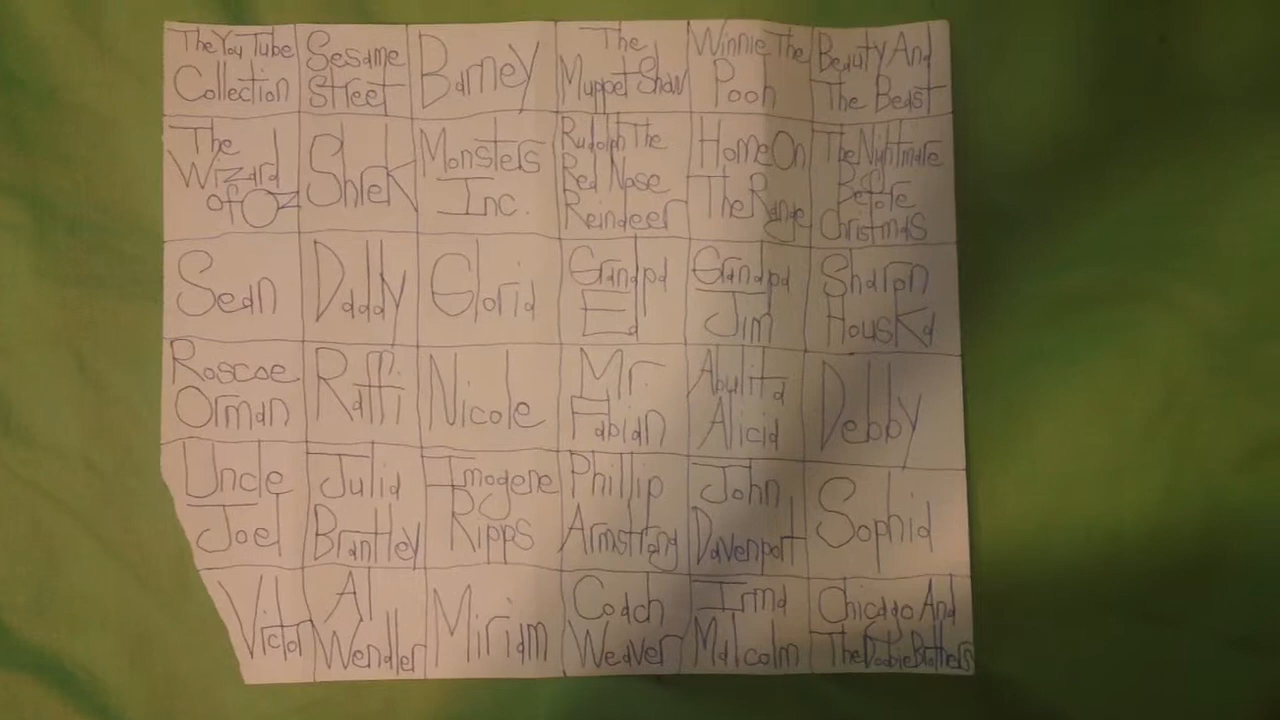 The YouTube
Collection
Sesame
Street
Barney
The
Muppet Show
Winnie The
Pooh
Beauty And
The Beast
The
Wizard
of Oz
Shrek
Monsters
Inc.
Rudolph The
Red Nose
Reindeer
Home On
The Range
The Nightmare
Before
Christmas
Sean
Daddy
Gloria
Grandpa
Ed
Grandpa
Jim
Sharon
Houska
Roscoe
Orman
Raffi
Nicole
Mr.
Fabian
Abulita
Alicia
Debby
Uncle
Joel
Julia
Brantley
Imogene
Ripps
Phillip
Armstrong
John
Davenport
Sophia
Victor
Al
Wendler
Miriam
Coach
Weaver
Irma
Malcolm
Chicago And
The Doobie Brothers